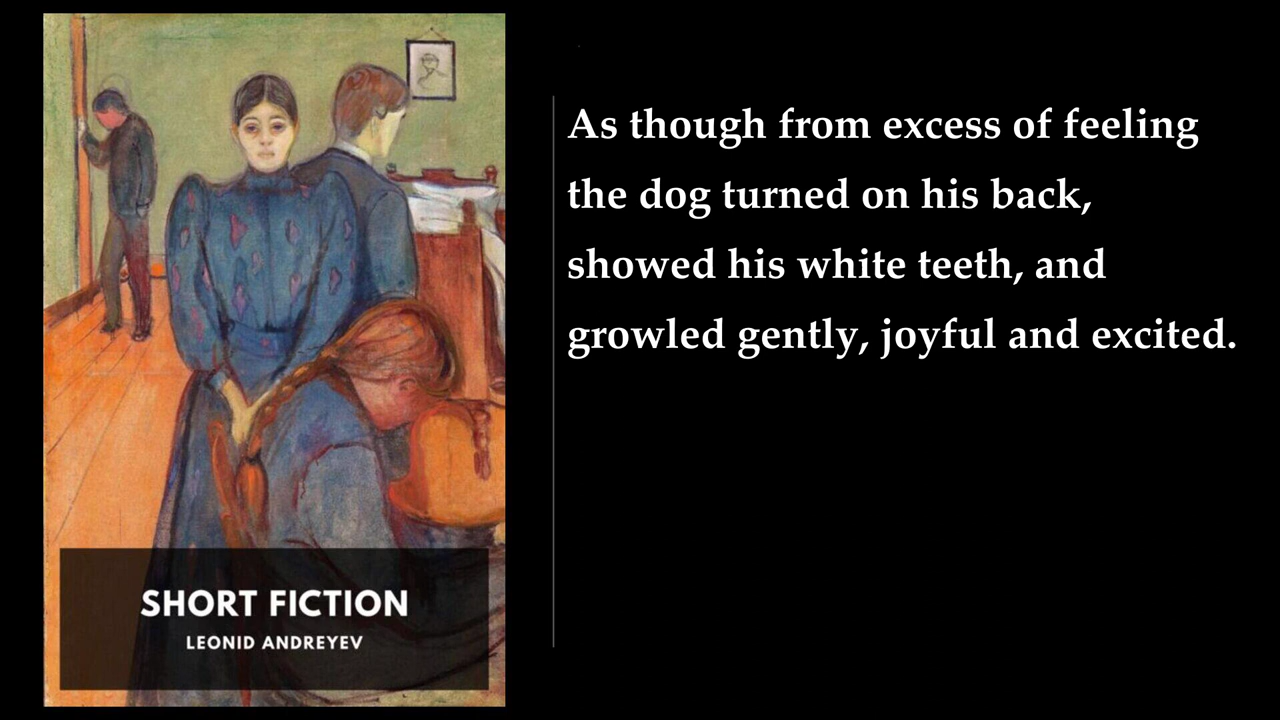 As though from excess of feeling
the dog turned on his back,
showed his white teeth, and
growled gently, joyful and excited.
SHORT FICTION
LEONID ANDREYEV